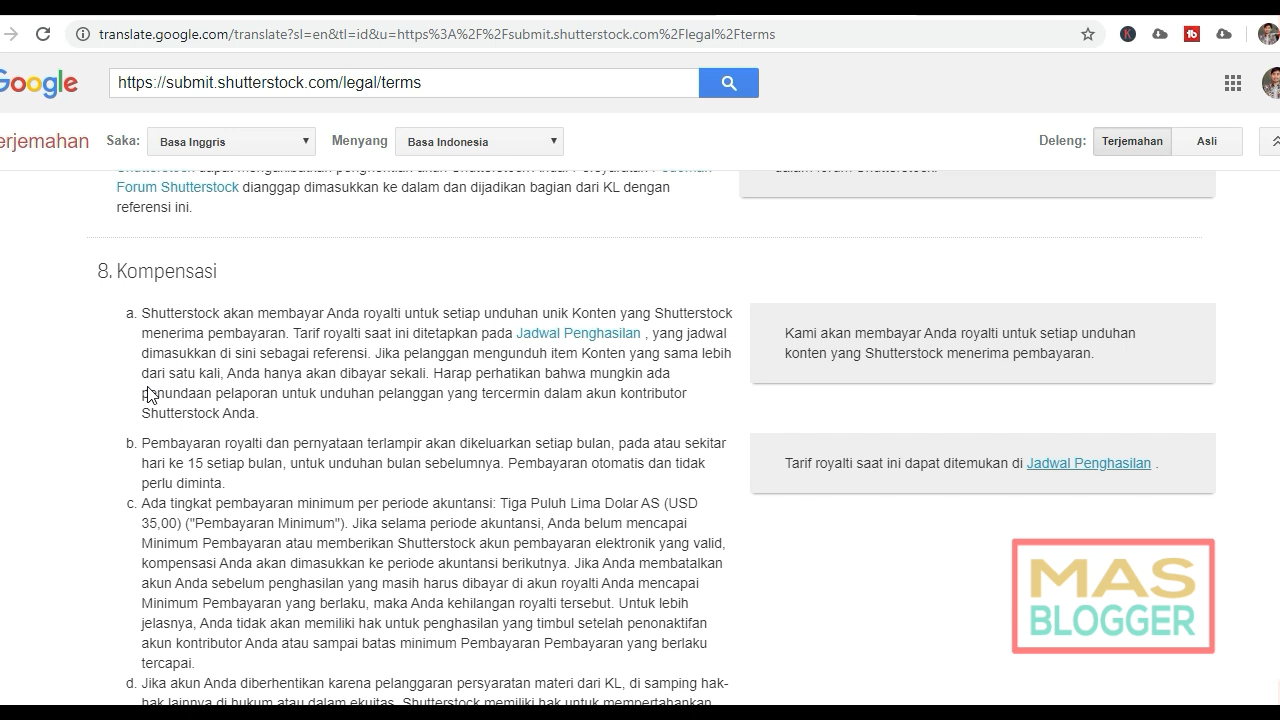 translate.google.com/translate?sl=en&tl=id&u=https%3A%2F%2Fsubmit.shutterstock.com%2Flegal%2Fterms
Google
https://submit.shutterstock.com/legal/terms
erjemahan Saka: Basa Inggris Menyang Basa Indonesia Deleng: Terjemahan Asli
Forum Shutterstock dianggap dimasukkan ke dalam dan dijadikan bagian dari KL dengan
referensi ini.
8. Kompensasi
a. Shutterstock akan membayar Anda royalti untuk setiap unduhan unik Konten yang Shutterstock
menerima pembayaran. Tarif royalti saat ini ditetapkan pada Jadwal Penghasilan , yang jadwal
dimasukkan di sini sebagai referensi. Jika pelanggan mengunduh item Konten yang sama lebih
dari satu kali, Anda hanya akan dibayar sekali. Harap perhatikan bahwa mungkin ada
penundaan pelaporan untuk unduhan pelanggan yang tercermin dalam akun kontributor
Shutterstock Anda.
Kami akan membayar Anda royalti untuk setiap unduhan
konten yang Shutterstock menerima pembayaran.
b. Pembayaran royalti dan pernyataan terlampir akan dikeluarkan setiap bulan, pada atau sekitar
hari ke 15 setiap bulan, untuk unduhan bulan sebelumnya. Pembayaran otomatis dan tidak
perlu diminta.
Tarif royalti saat ini dapat ditemukan di Jadwal Penghasilan .
c. Ada tingkat pembayaran minimum per periode akuntansi: Tiga Puluh Lima Dolar AS (USD
35,00) ("Pembayaran Minimum"). Jika selama periode akuntansi, Anda belum mencapai
Minimum Pembayaran atau memberikan Shutterstock akun pembayaran elektronik yang valid,
kompensasi Anda akan dimasukkan ke periode akuntansi berikutnya. Jika Anda membatalkan
akun Anda sebelum penghasilan yang masih harus dibayar di akun royalti Anda mencapai
Minimum Pembayaran yang berlaku, maka Anda kehilangan royalti tersebut. Untuk lebih
jelasnya, Anda tidak akan memiliki hak untuk penghasilan yang timbul setelah penonaktifan
akun kontributor Anda atau sampai batas minimum Pembayaran Pembayaran yang berlaku
tercapai.
d. Jika akun Anda diberhentikan karena pelanggaran persyaratan materi dari KL, di samping hak-
hak lainnya di hukum atau dalam ekuitas, Shutterstock memiliki hak untuk mempertahankan
MAS
BLOGGER